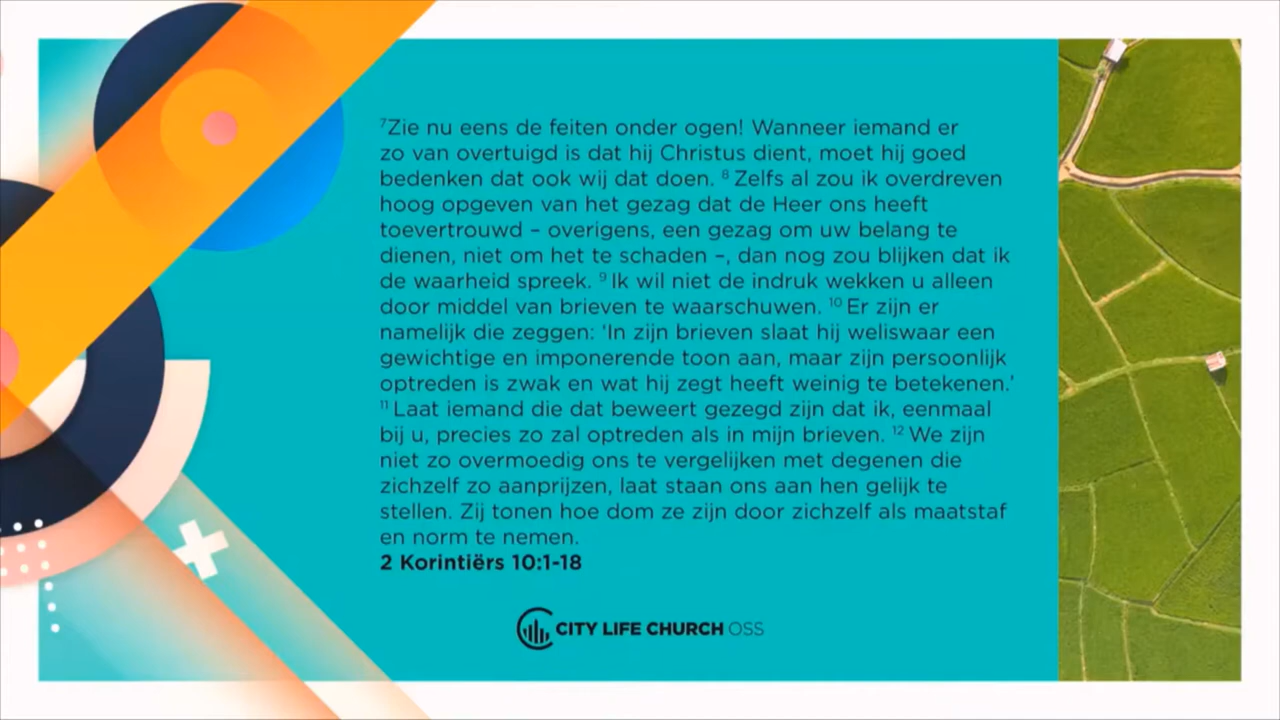 ⁷Zie nu eens de feiten onder ogen! Wanneer iemand er
zo van overtuigd is dat hij Christus dient, moet hij goed
bedenken dat ook wij dat doen. ⁸ Zelfs al zou ik overdreven
hoog opgeven van het gezag dat de Heer ons heeft
toevertrouwd – overigens, een gezag om uw belang te
dienen, niet om het te schaden –, dan nog zou blijken dat ik
de waarheid spreek. ⁹ Ik wil niet de indruk wekken u alleen
door middel van brieven te waarschuwen. ¹⁰ Er zijn er
namelijk die zeggen: ‘In zijn brieven slaat hij weliswaar een
gewichtige en imponerende toon aan, maar zijn persoonlijk
optreden is zwak en wat hij zegt heeft weinig te betekenen.’
¹¹ Laat iemand die dat beweert gezegd zijn dat ik, eenmaal
bij u, precies zo zal optreden als in mijn brieven. ¹² We zijn
niet zo overmoedig ons te vergelijken met degenen die
zichzelf zo aanprijzen, laat staan ons aan hen gelijk te
stellen. Zij tonen hoe dom ze zijn door zichzelf als maatstaf
en norm te nemen.
2 Korintiërs 10:1-18
CITY LIFE CHURCH OSS